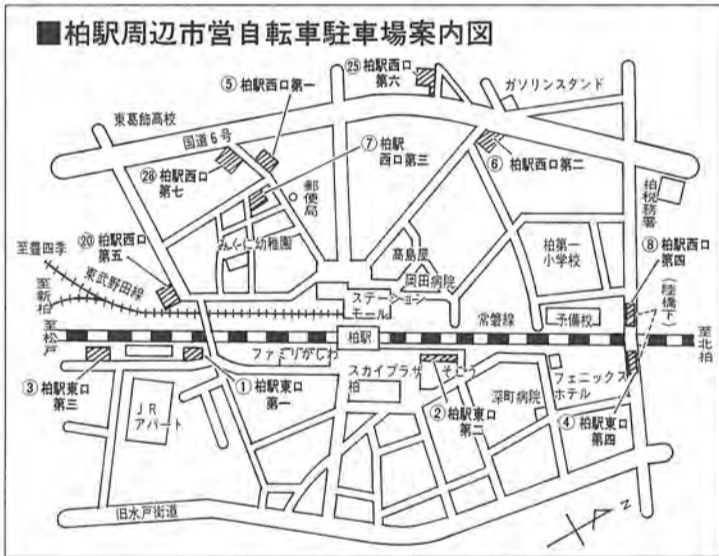 ■柏駅周辺市営自転車駐車場案内図
㉕柏駅西口
第六
ガソリンスタンド
⑤柏駅西口第一
東葛飾高校
国道6号
⑦柏駅
西口第三
⑥柏駅西口第二
㉘柏駅西口
第七
郵便局
柏税務署
⑳柏駅西口
第五
みくに幼稚園
髙島屋
柏第一
小学校
⑧柏駅西口
第四
(陸橋下)
至豊四季
東武野田線
岡田病院
至新柏
ステーション
モール
常磐線
予備校
至松戸
柏駅
至北柏
ファミリかしわ
スカイプラザ
柏
そごう
③柏駅東口
第三
①柏駅東口
第一
②柏駅東口
第二
深町病院
フェニックス
ホテル
JR
アパート
④柏駅東口
第四
旧水戸街道
N